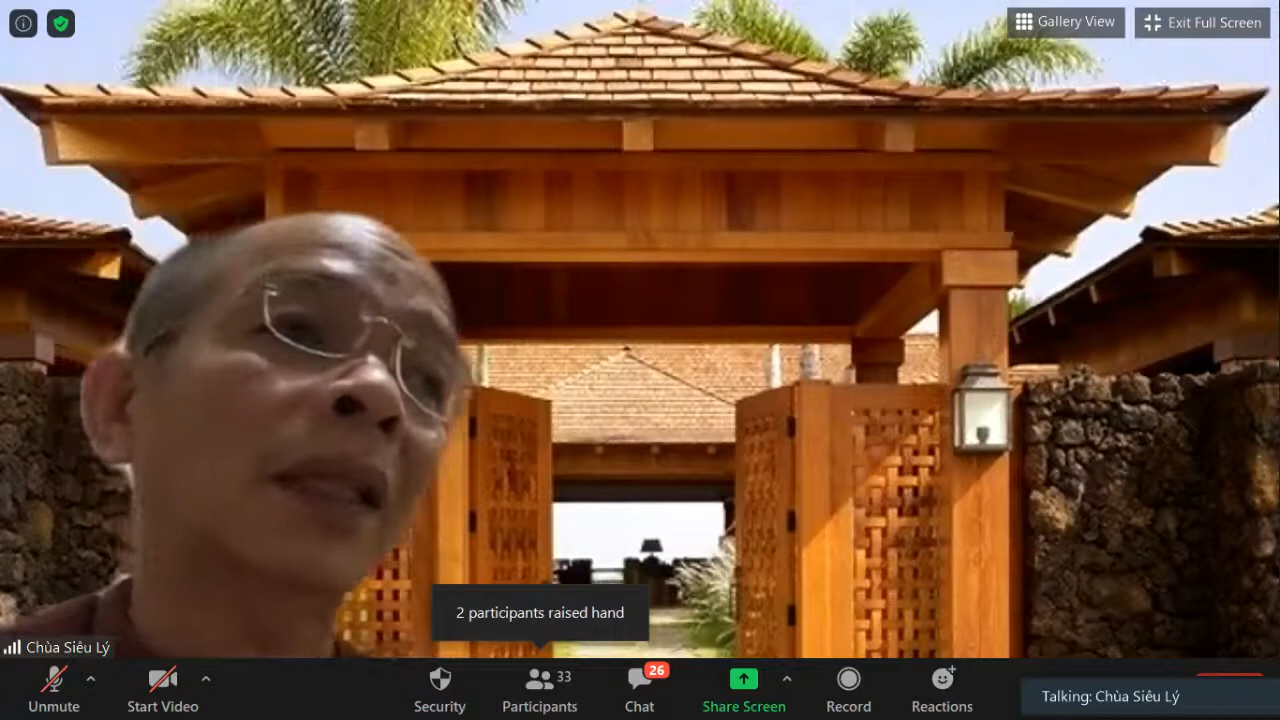 Gallery View
Exit Full Screen
2 participants raised hand
Chùa Siêu Lý
Unmute
Start Video
Security
Participants
33
Chat
26
Share Screen
Record
Reactions
Talking: Chùa Siêu Lý